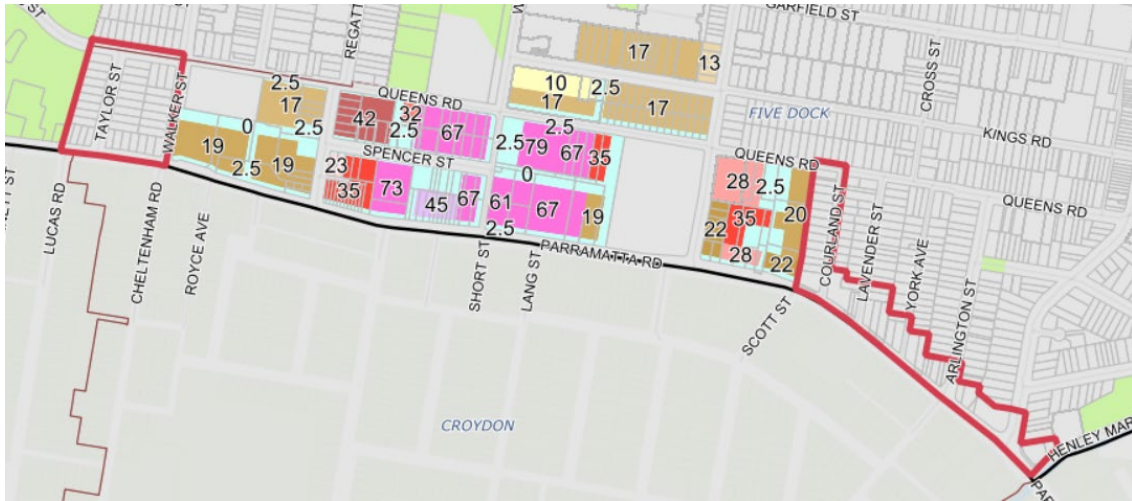 GARFIELD ST
REGATT
TAYLOR ST
WALKER ST
CROSS ST
17
13
2.5
10
2.5
17
17
QUEENS RD
17
42
32
2.5
67
FIVE DOCK
KINGS RD
0
2.5
2.5
79
67
35
2.5
SPENCER ST
19
2.5
19
23
35
73
45
67
0
61
67
19
2.5
QUEENS RD
28
2.5
35
20
22
28
22
QUEENS RD
COURLAND ST
LAVENDER ST
YORK AVE
ARLINGTON ST
PARRAMATTA RD
LUCAS RD
CHELTENHAM RD
ROYCE AVE
SHORT ST
LANG ST
SCOTT ST
CROYDON
HENLEY MAR
PA